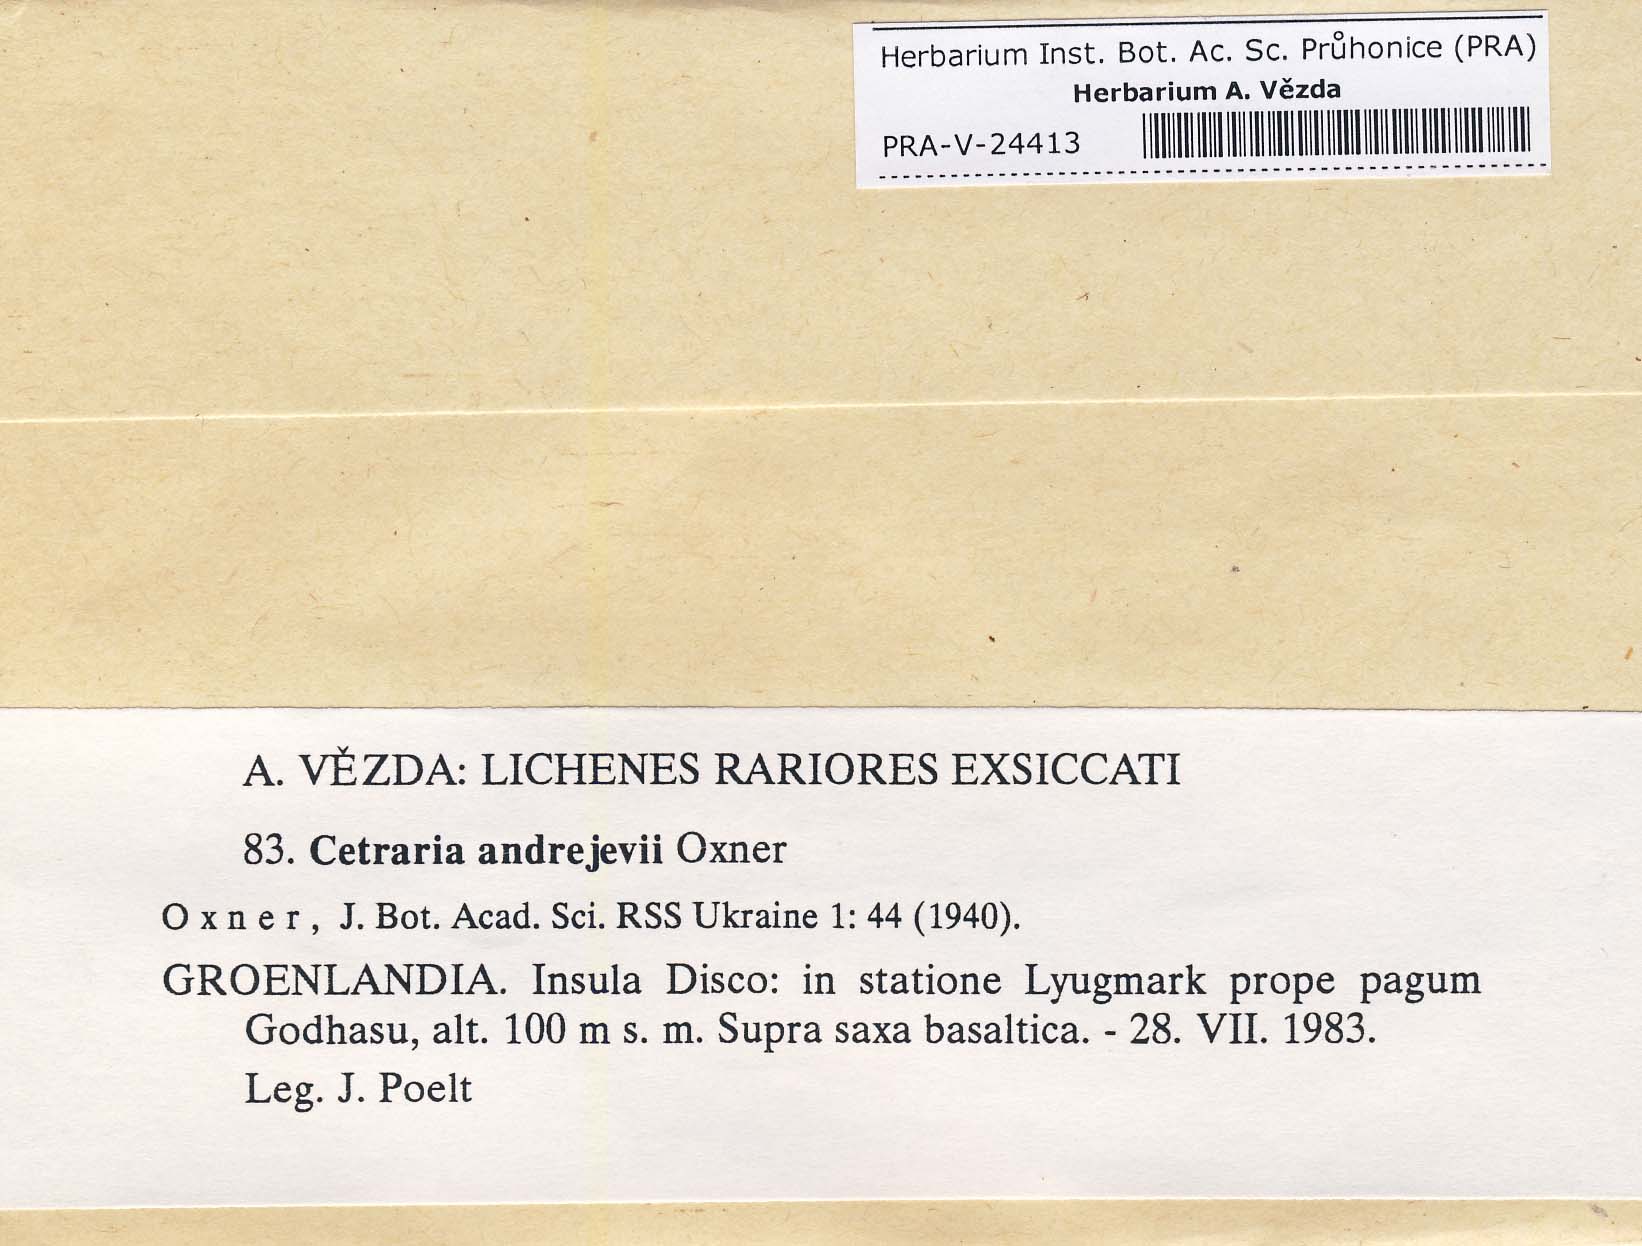 Herbarium Inst. Bot. Ac. Sc. Průhonice (PRA)
Herbarium A. Vězda
PRA-V-24413
A. VĚZDA: LICHENES RARIORES EXSICCATI
83. Cetraria andrejevii Oxner
Oxner, J. Bot. Acad. Sci. RSS Ukraine 1: 44 (1940).
GROENLANDIA. Insula Disco: in statione Lyugmark prope pagum
Godhasu, alt. 100 m s. m. Supra saxa basaltica. - 28. VII. 1983.
Leg. J. Poelt